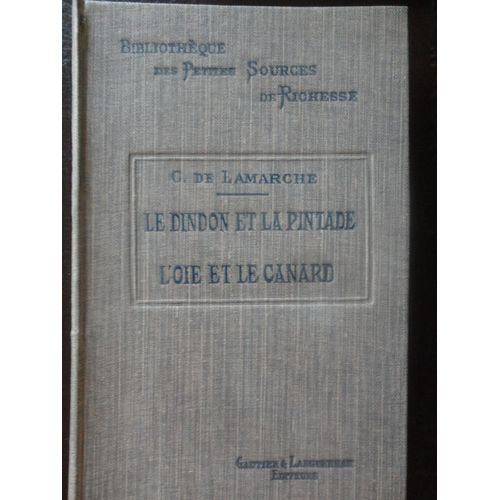 BIBLIOTHÈQUE
DES PETITES SOURCES
DE RICHESSE
C. DE LAMARCHE
LE DINDON ET LA PINTADE
L'OIE ET LE CANARD
GAUTIER & LANGUEREAU
EDITEURS